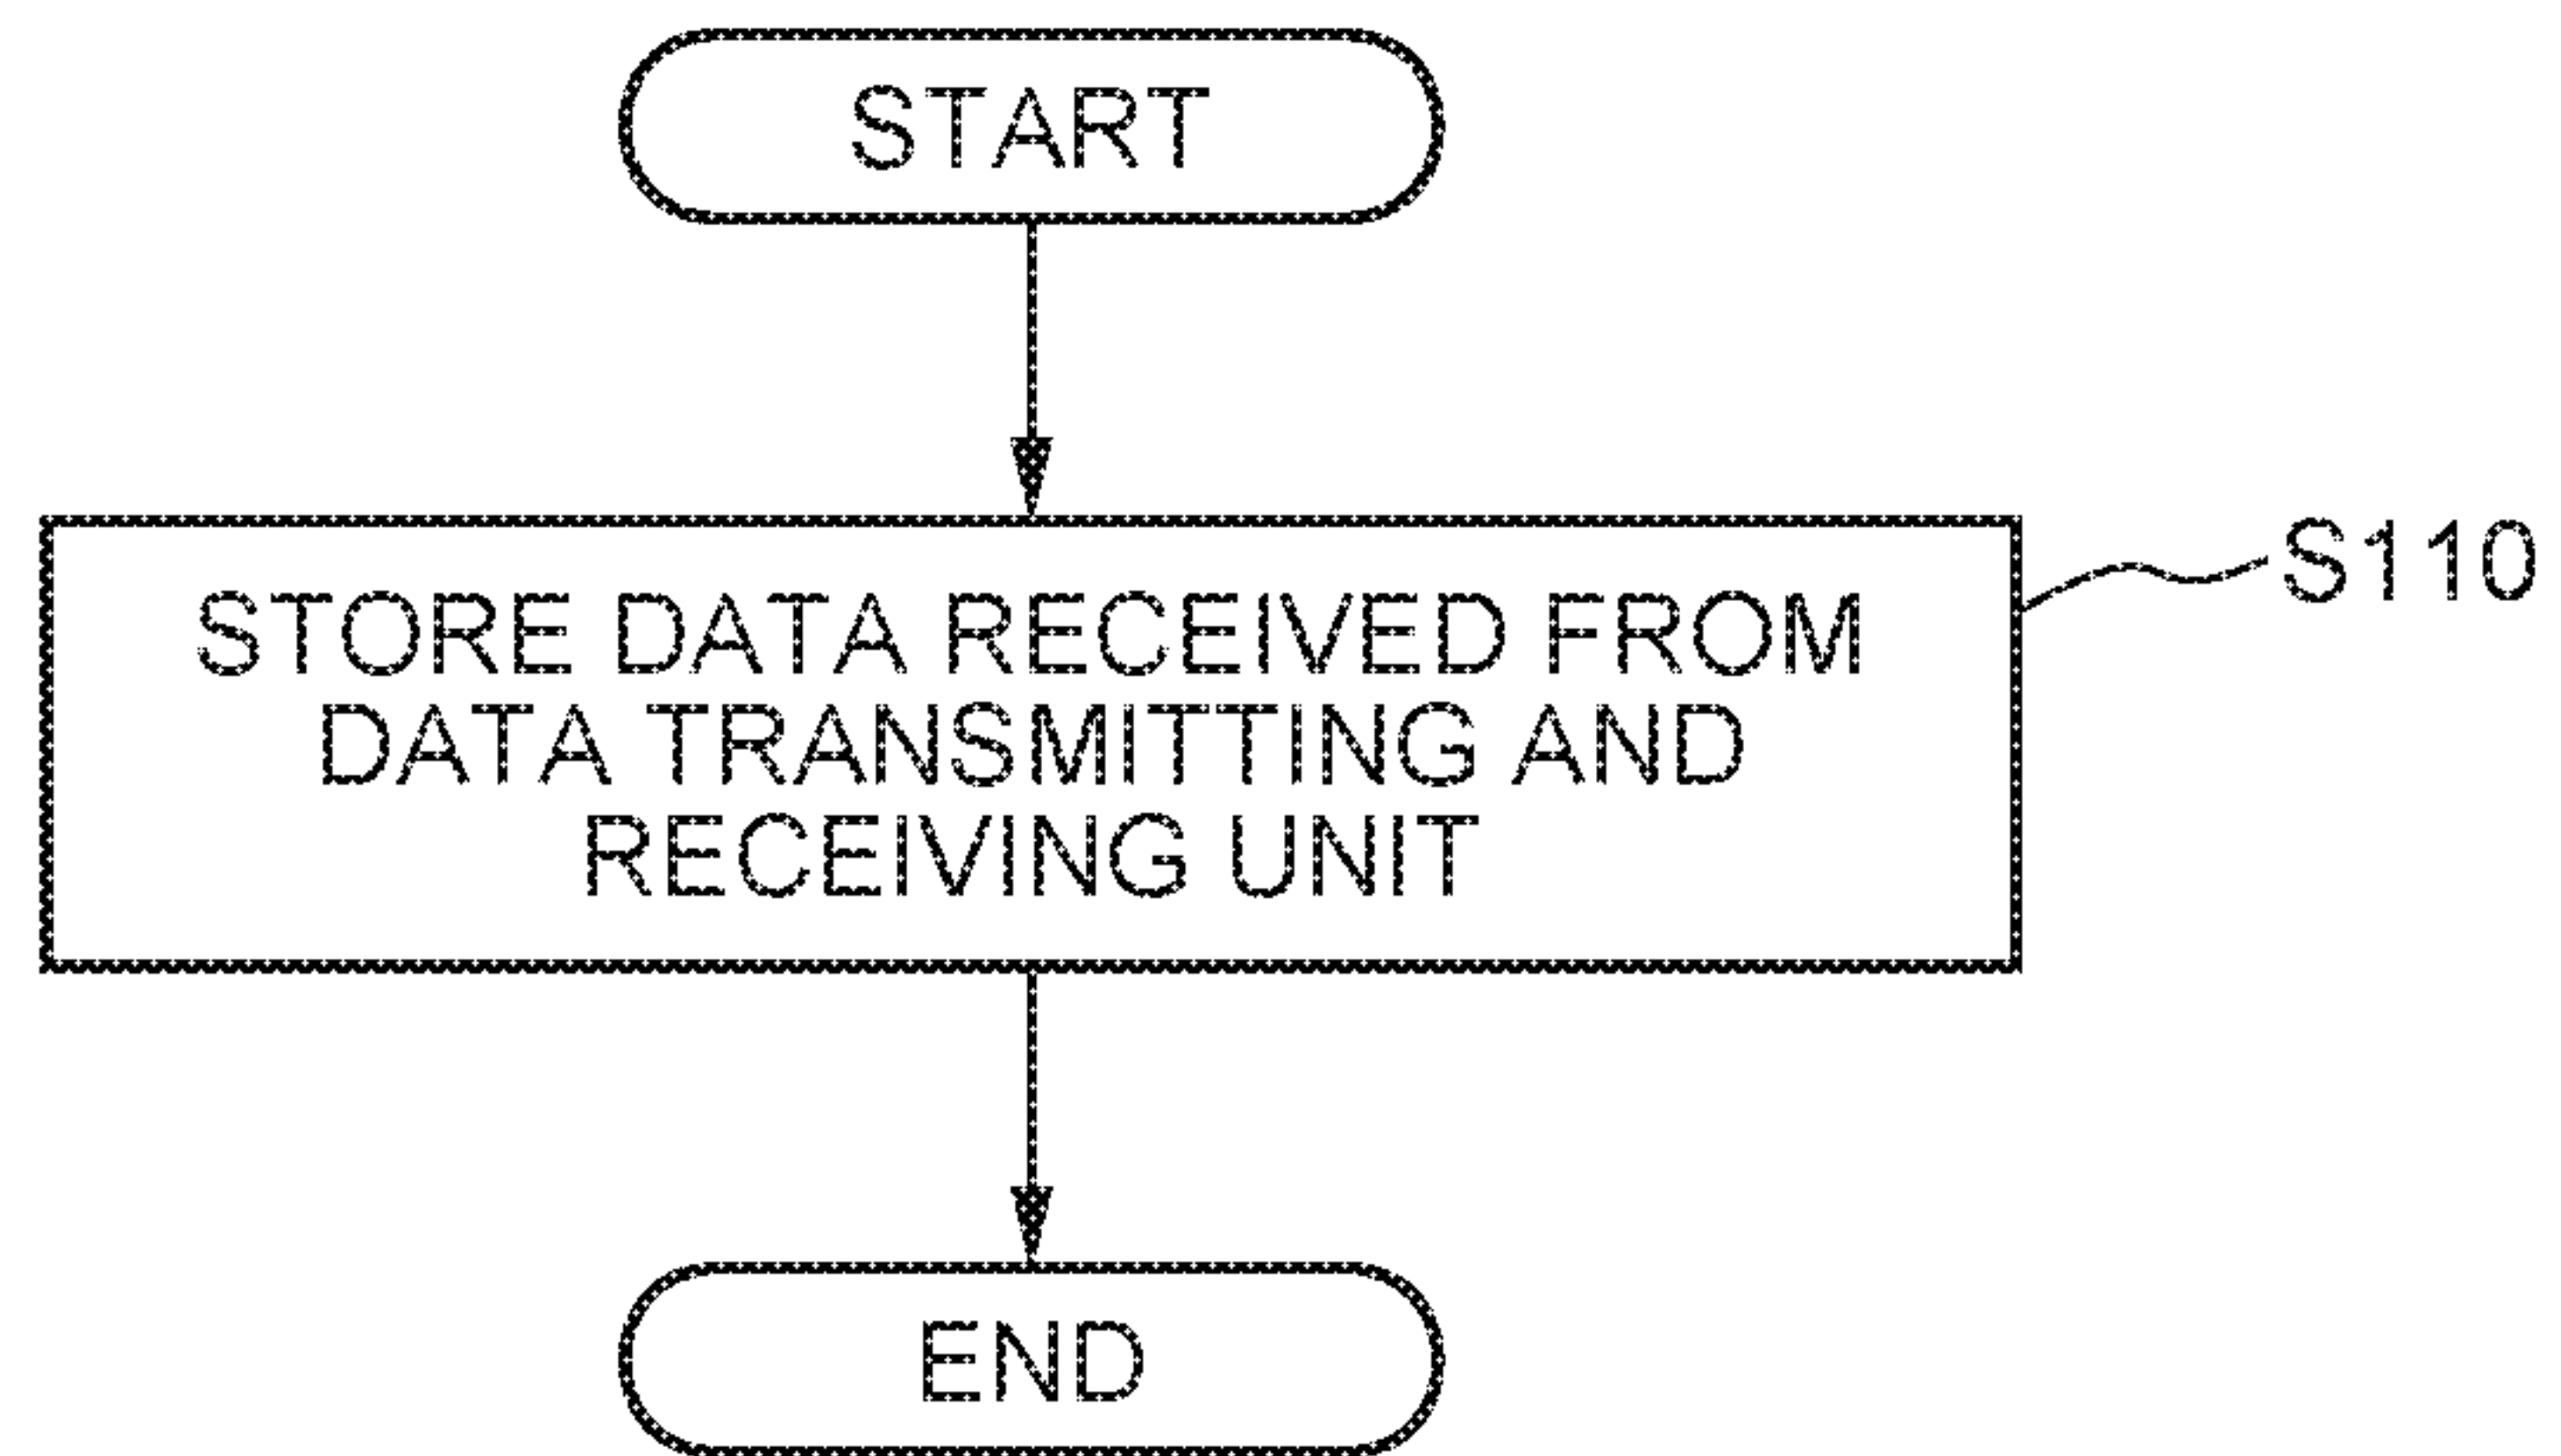 START
STORE DATA RECEIVED FROM
DATA TRANSMITTING AND
RECEIVING UNIT
S110
END